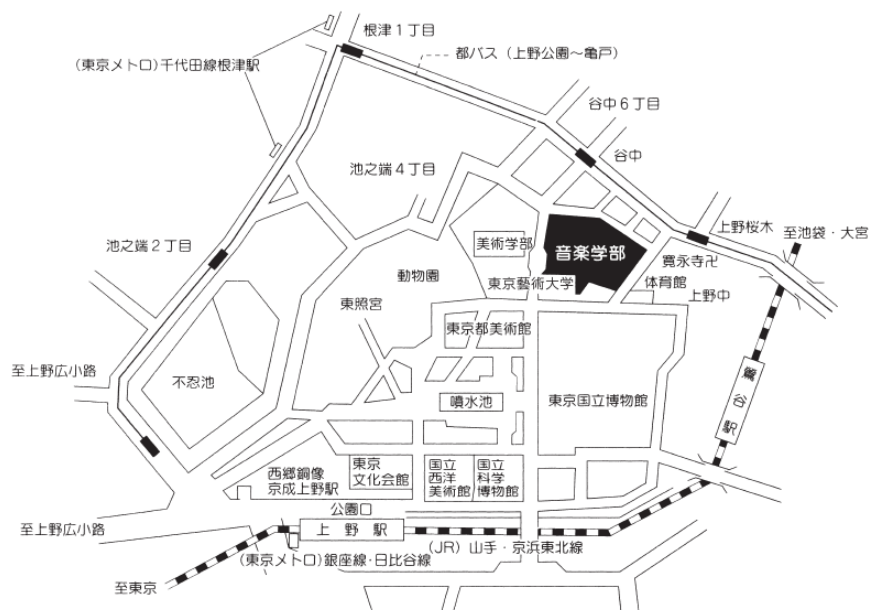 根津１丁目
都バス（上野公園～亀戸）
(東京メトロ)千代田線根津駅
谷中６丁目
谷中
池之端４丁目
上野桜木
至池袋・大宮
池之端２丁目
美術学部
音楽学部
寛永寺卍
動物園
東京藝術大学
体育館
上野中
東照宮
東京都美術館
至上野広小路
不忍池
噴水池
東京国立博物館
鶯谷駅
西郷銅像
京成上野駅
東京
文化会館
国立
西洋
美術館
国立
科学
博物館
公園口
上野駅
至上野広小路
(JR）山手・京浜東北線
(東京メトロ)銀座線・日比谷線
至東京